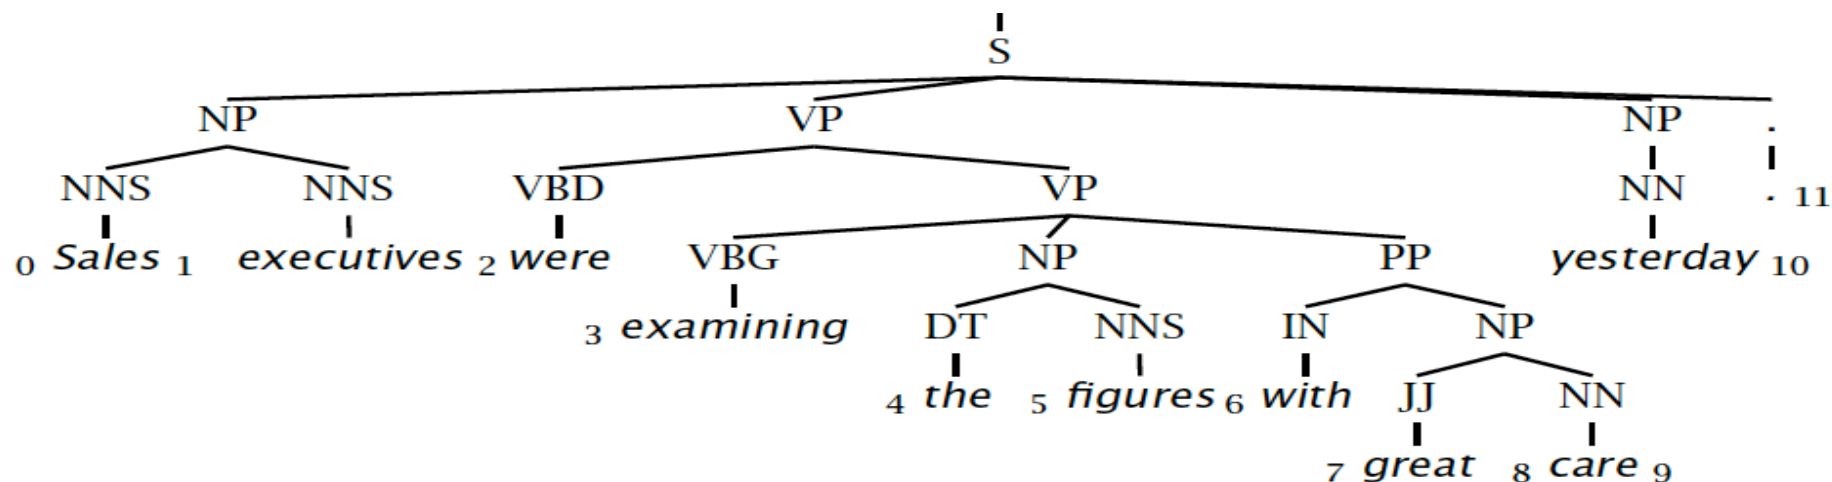 S
NP VP NP .
NNS NNS VBD VP NN . 11
0 Sales 1 executives 2 were VBG NP PP yesterday 10
3 examining DT NNS IN NP
4 the 5 figures 6 with JJ NN
7 great 8 care 9